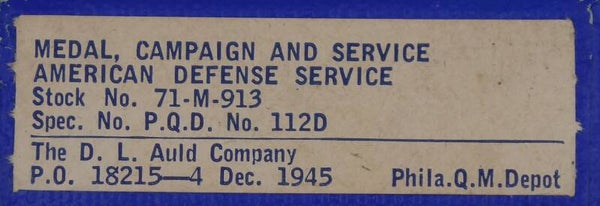 MEDAL, CAMPAIGN AND SERVICE
AMERICAN DEFENSE SERVICE
Stock No. 71-M-913
Spec. No. P.Q.D. No. 112D
The D. L. Auld Company
P.O. 18215—4 Dec. 1945 Phila.Q.M.Depot